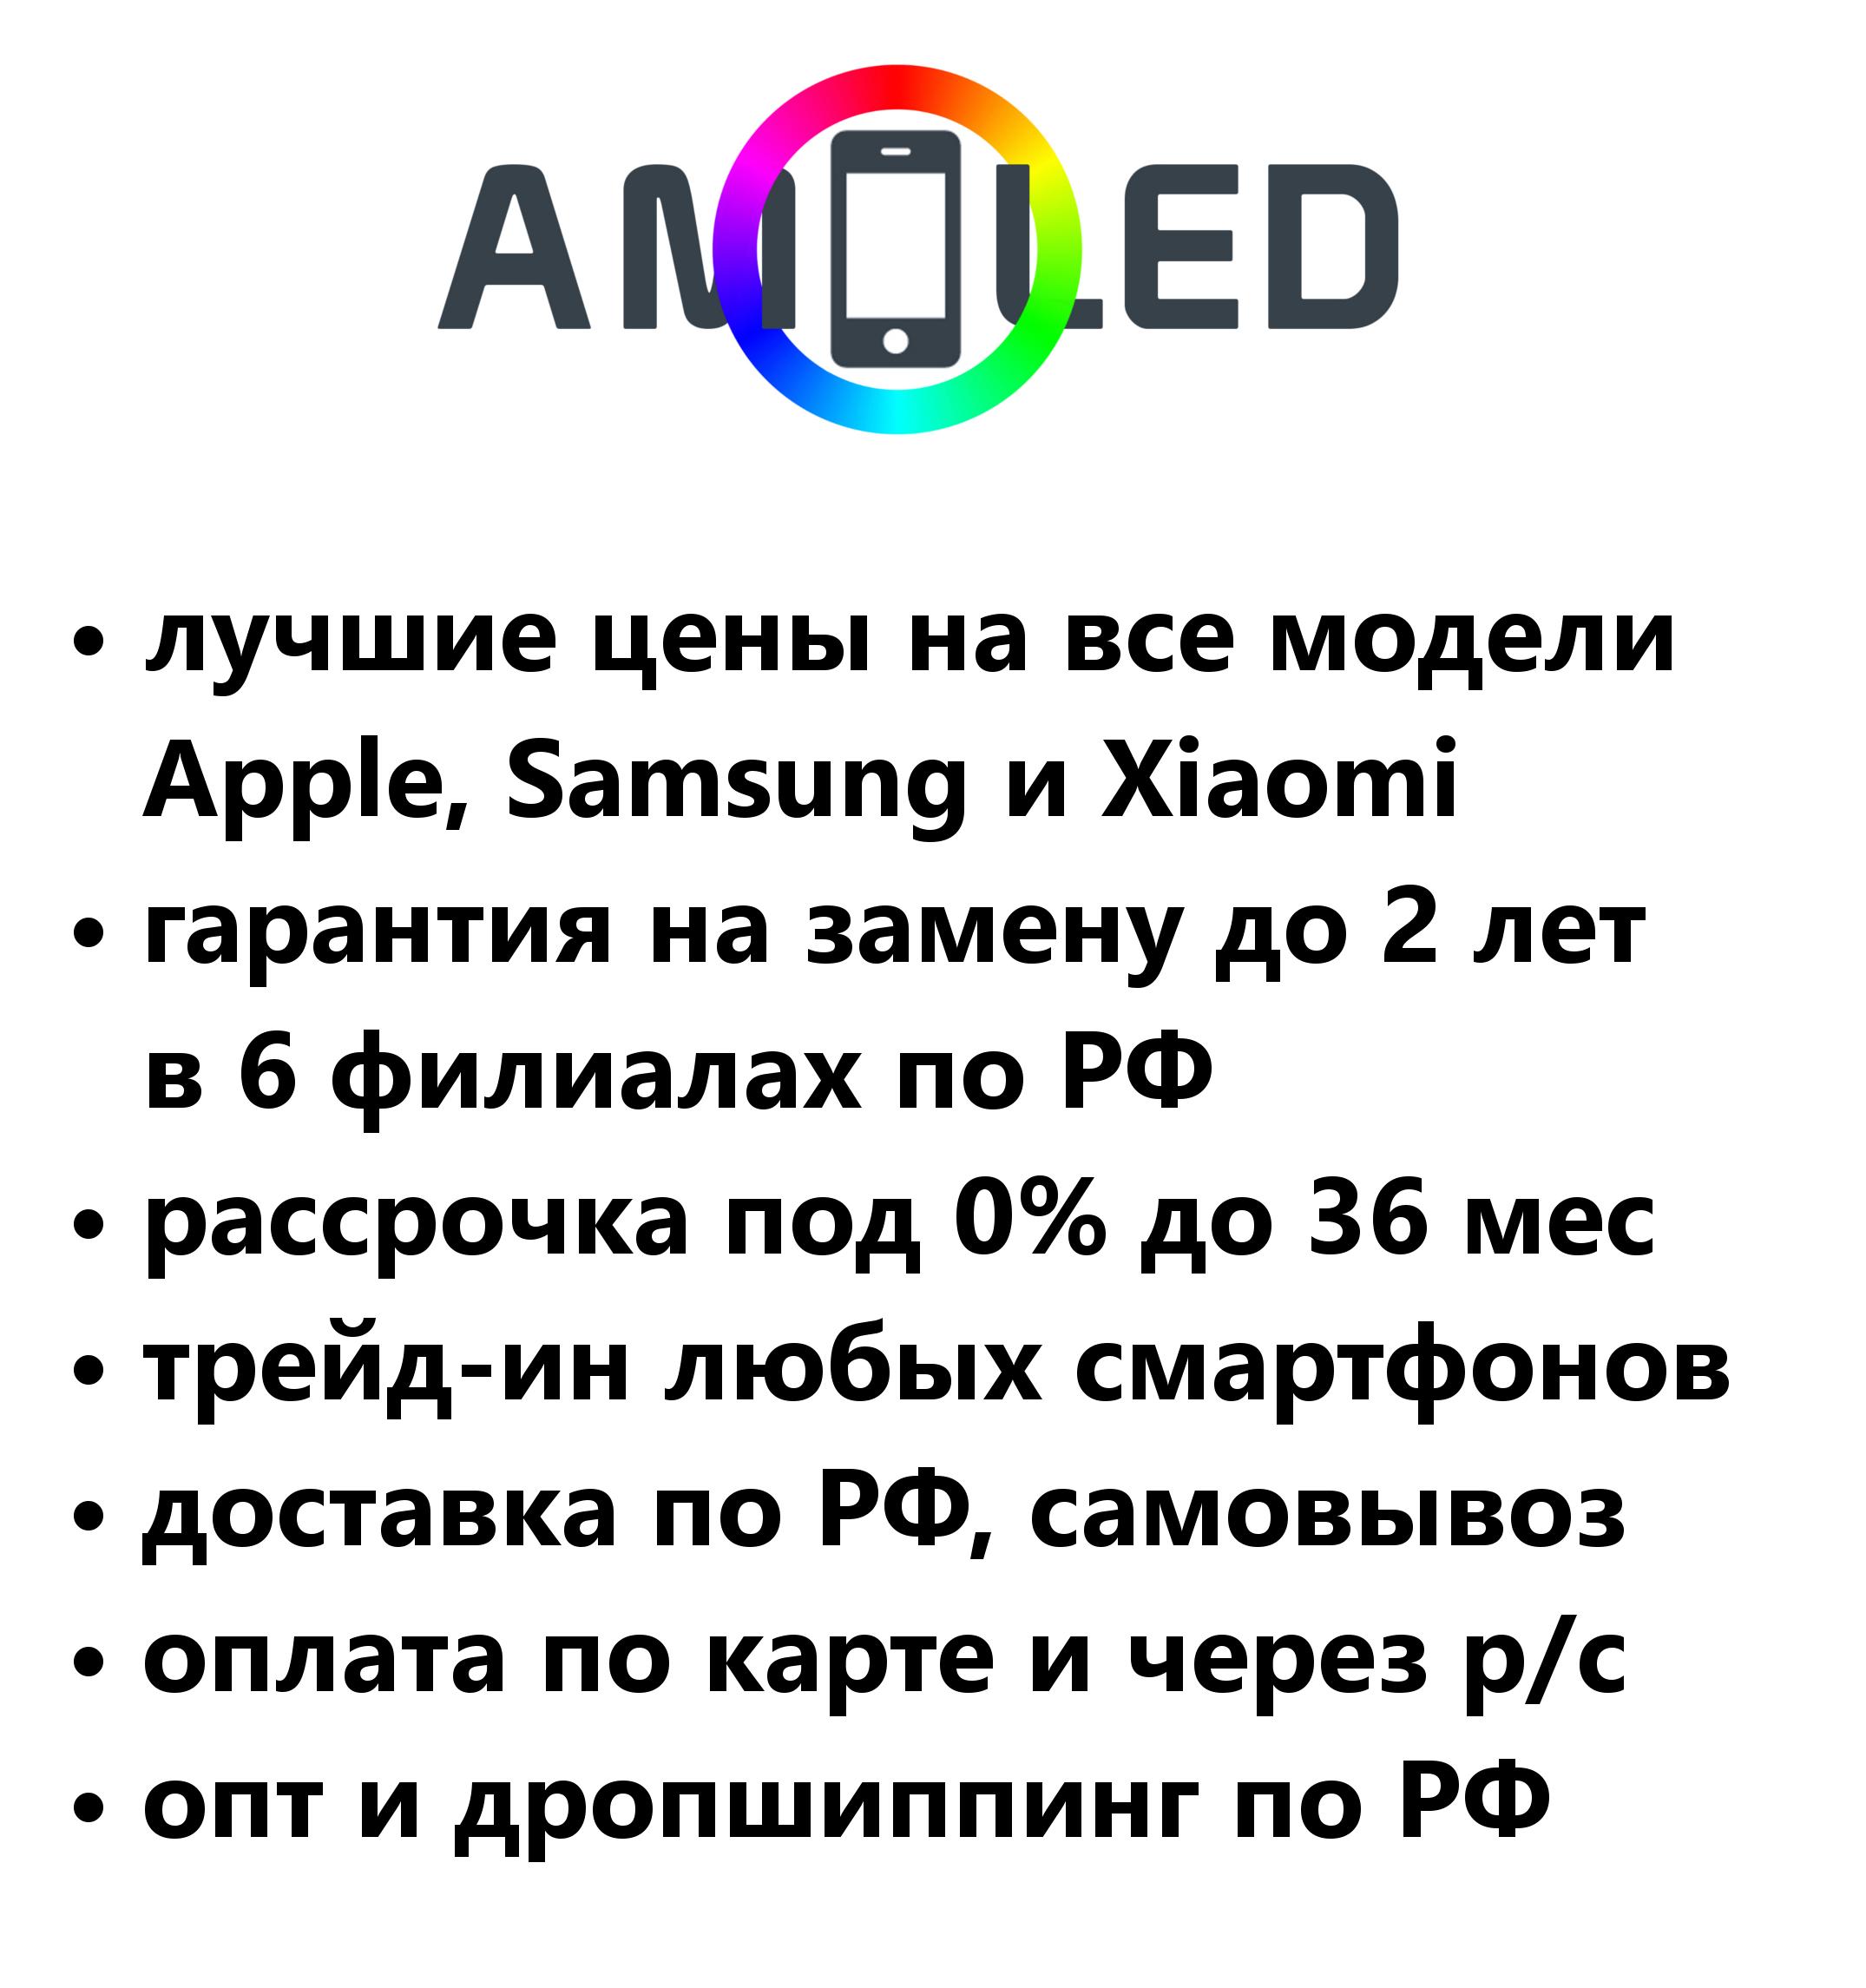 AMOLED
• лучшие цены на все модели
Apple, Samsung и Xiaomi
• гарантия на замену до 2 лет
в 6 филиалах по РФ
• рассрочка под 0% до 36 мес
• трейд-ин любых смартфонов
• доставка по РФ, самовывоз
• оплата по карте и через р/с
• опт и дропшиппинг по РФ